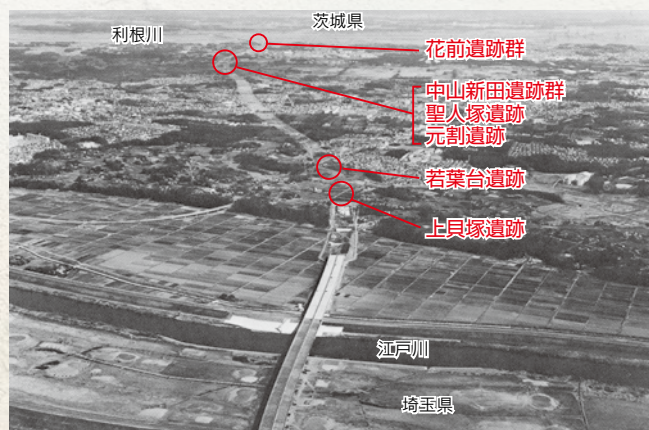 茨城県
利根川
花前遺跡群
中山新田遺跡群
聖人塚遺跡
元割遺跡
若葉台遺跡
上貝塚遺跡
江戸川
埼玉県